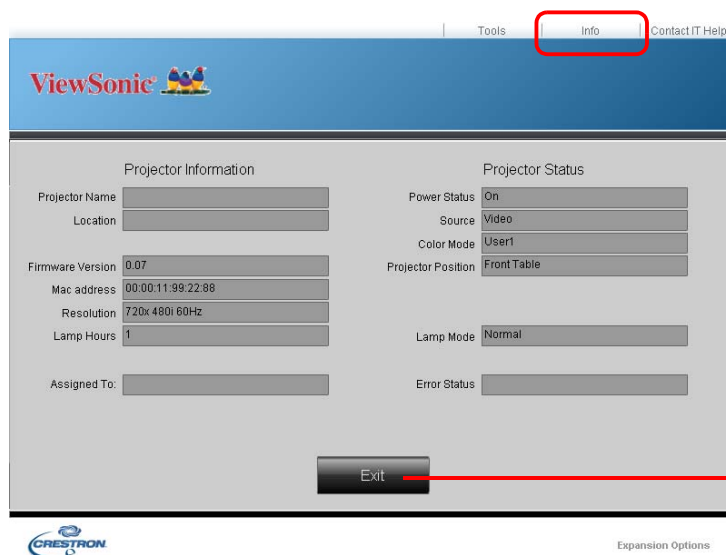 Tools Info Contact IT Help
ViewSonic®
Projector Information Projector Status
Projector Name Power Status On
Location Source Video
Color Mode User1
Firmware Version 0.07 Projector Position Front Table
Mac address 00:00:11:99:22:88
Resolution 720x 480i 60Hz
Lamp Hours 1 Lamp Mode Normal
Assigned To: Error Status
Exit
CRESTRON Expansion Options